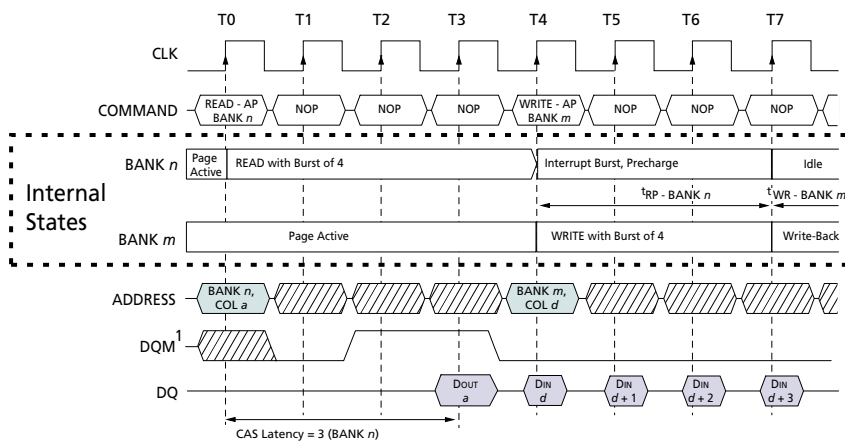 T0 T1 T2 T3 T4 T5 T6 T7
CLK
COMMAND READ - AP BANK n NOP NOP NOP WRITE - AP BANK m NOP NOP NOP
Internal States
BANK n Page Active READ with Burst of 4 Interrupt Burst, Precharge Idle
tRP - BANK n tWR - BANK m
BANK m Page Active WRITE with Burst of 4 Write-Back
ADDRESS BANK n, COL a BANK m, COL d
DQM1
DQ DOUT a DIN d DIN d + 1 DIN d + 2 DIN d + 3
CAS Latency = 3 (BANK n)